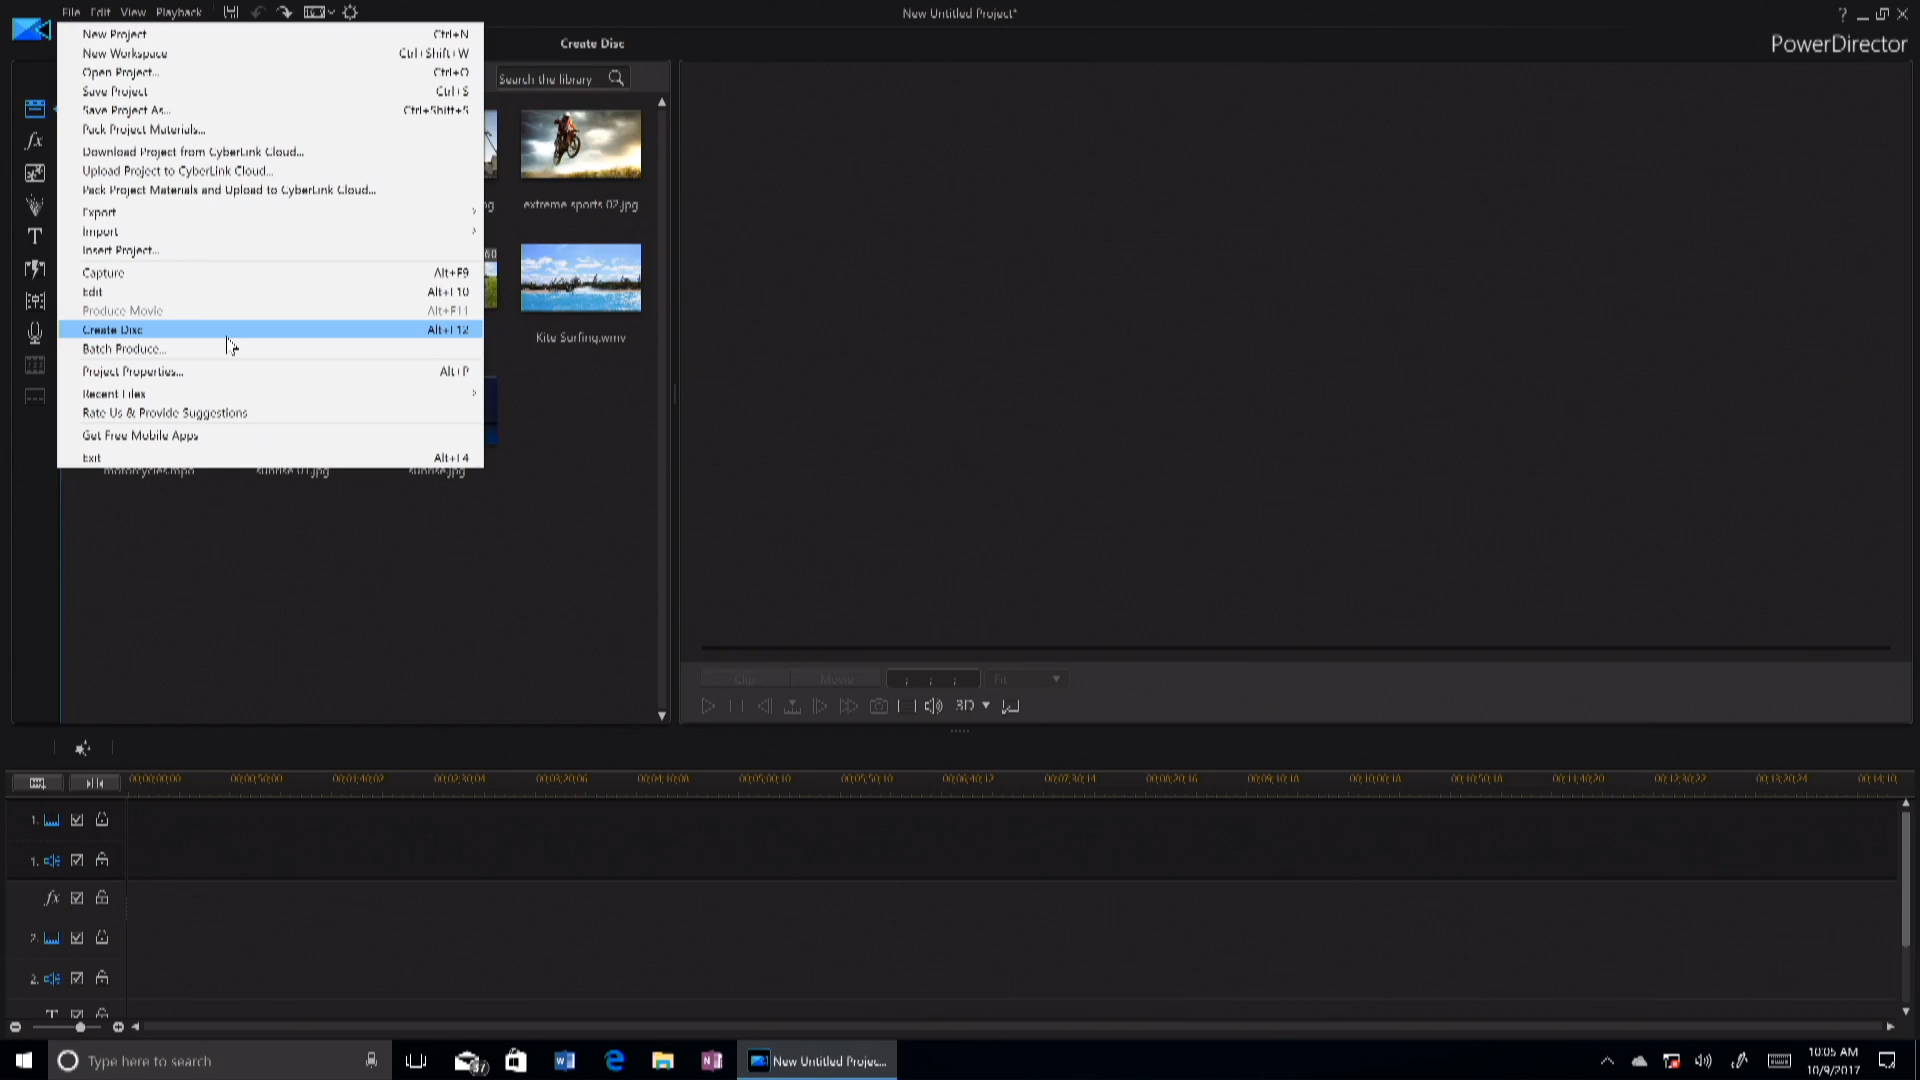 File Edit View Playback
New Untitled Project*
PowerDirector
Create Disc
Search the library
New Project Ctrl+N
New Workspace Ctrl+Shift+W
Open Project... Ctrl+O
Save Project Ctrl+S
Save Project As... Ctrl+Shift+S
Pack Project Materials...
Download Project from CyberLink Cloud...
Upload Project to CyberLink Cloud...
Pack Project Materials and Upload to CyberLink Cloud...
Export
Import
Insert Project...
Capture Alt+F9
Edit Alt+F10
Produce Movie Alt+F11
Create Disc Alt+F12
Batch Produce...
Project Properties... Alt+P
Recent Files
Rate Us & Provide Suggestions
Get Free Mobile Apps
Exit Alt+F4
extreme sports 02.jpg
Kite Surfing.wmv
motorcycles.mpo sunrise 01.jpg sunrise.jpg
Clip Movie Fit
3D
00;00;00;00 00;00;50;00 00;01;40;02 00;02;30;04 00;03;20;06 00;04;10;08 00;05;00;10 00;05;50;10 00;06;40;12 00;07;30;14 00;08;20;16 00;09;10;18 00;10;00;18 00;10;50;18 00;11;40;20 00;12;30;22 00;13;20;24 00;14;10;
1.
1.
fx
2.
2.
T
Type here to search
37
New Untitled Projec...
10:05 AM
10/9/2017